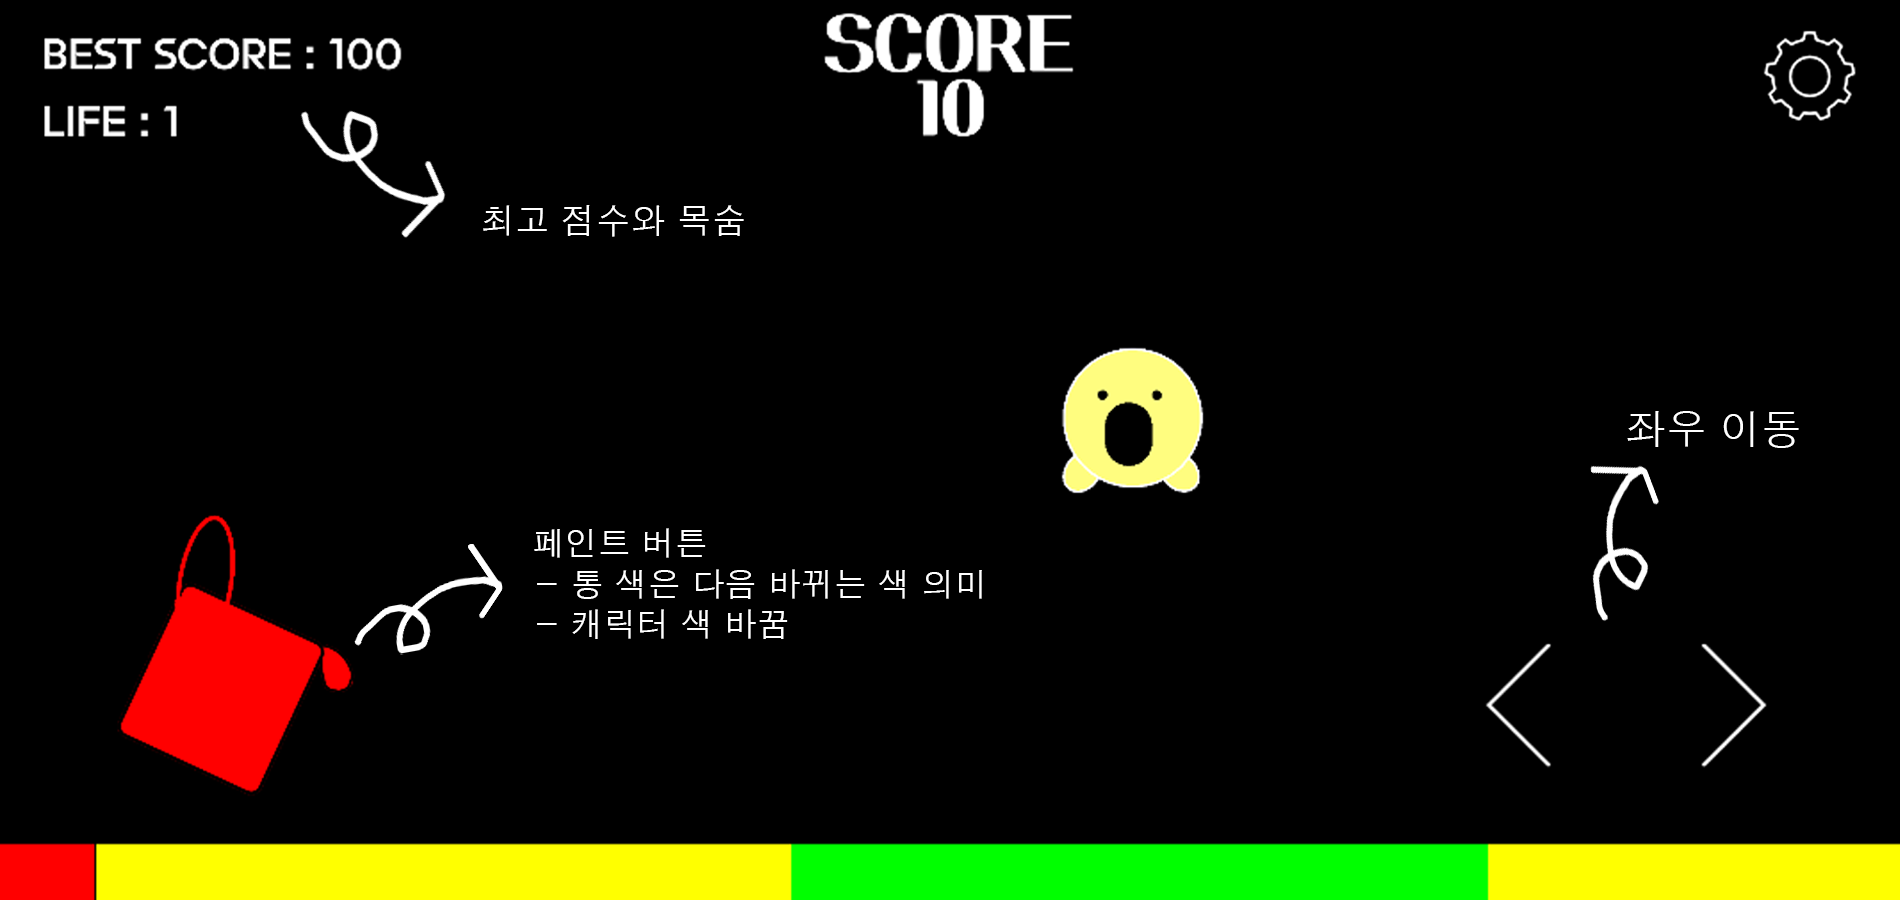 BEST SCORE : 100
LIFE : 1
SCORE
10
최고 점수와 목숨
좌우 이동
페인트 버튼
- 통 색은 다음 바뀌는 색 의미
- 캐릭터 색 바꿈